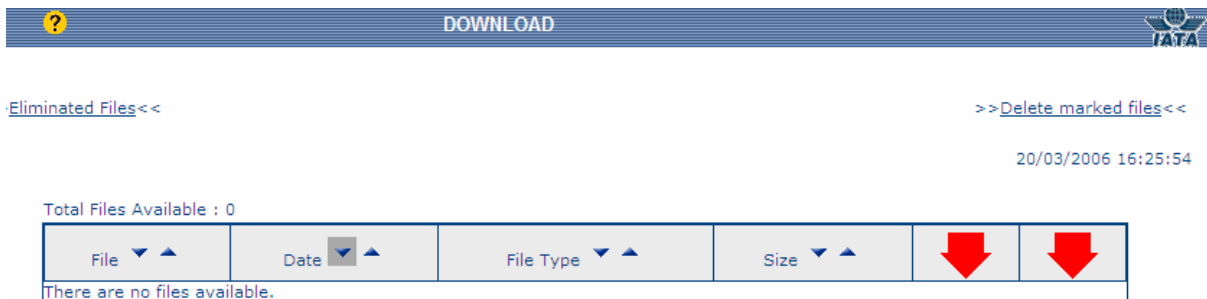 ? DOWNLOAD IATA
Eliminated Files<< >>Delete marked files<<
20/03/2006 16:25:54
Total Files Available : 0
File Date File Type Size
There are no files available.